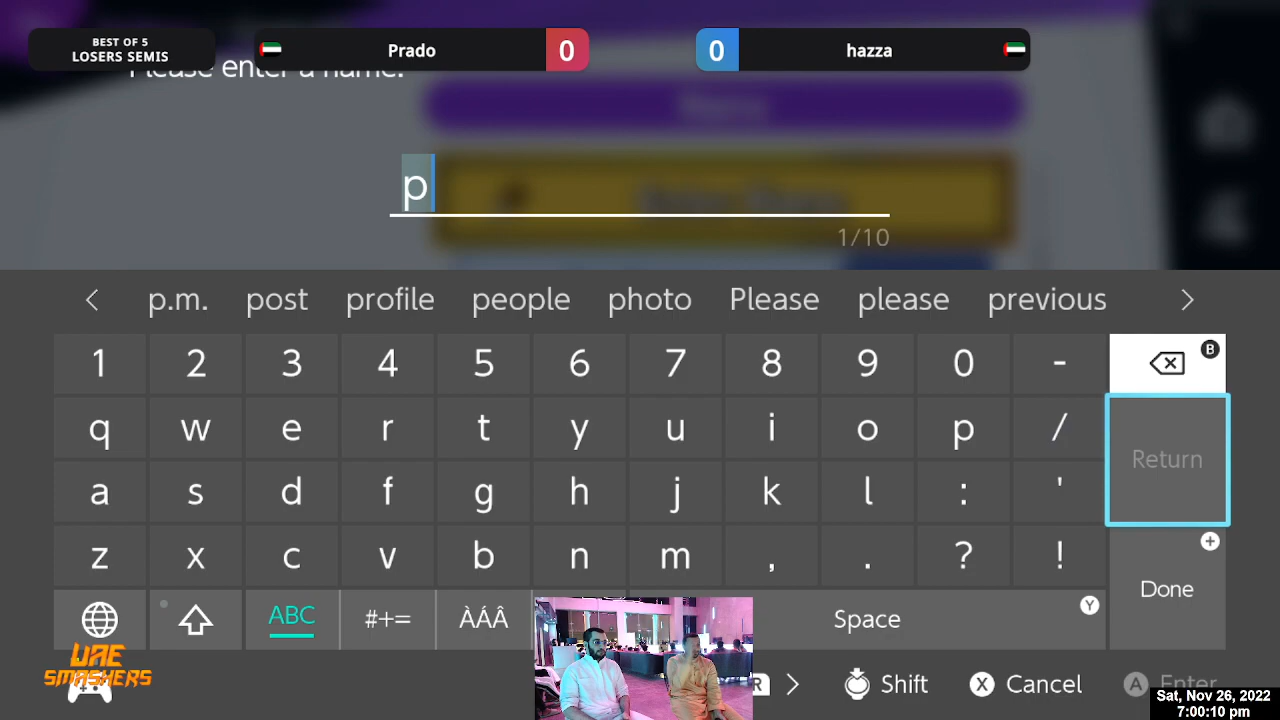 BEST OF 5
LOSERS SEMIS
Prado
0
0
hazza
Please enter a name.
p
1/10
p.m. post profile people photo Please please previous
1 2 3 4 5 6 7 8 9 0 - B
q w e r t y u i o p /
Return
a s d f g h j k l : '
z x c v b n m , . ? ! +
Done
ABC #+= ÀÁÂ Space Y
UAE
SMASHERS
R Shift X Cancel A Enter
Sat, Nov 26, 2022
7:00:10 pm